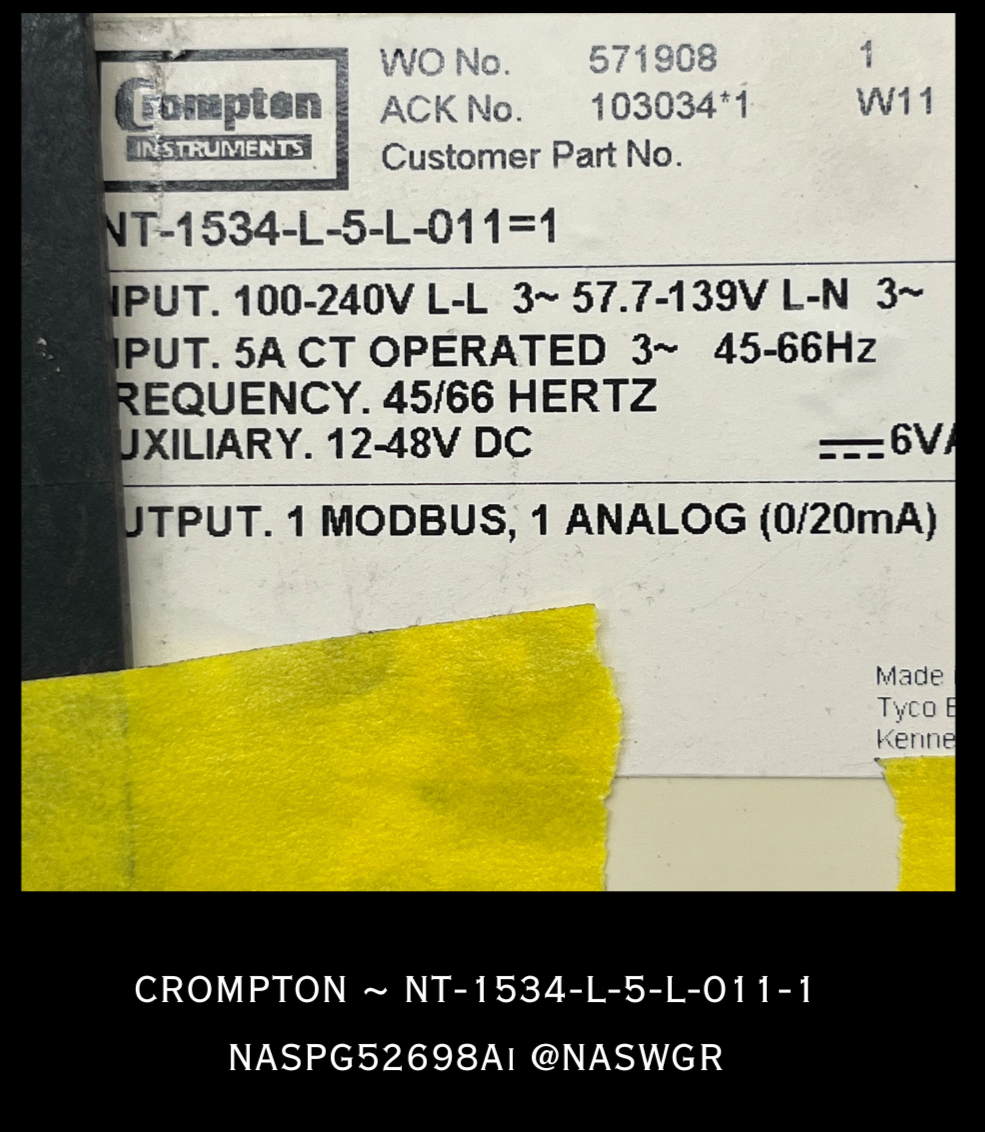 Crompton
INSTRUMENTS
WO No. 571908 1
ACK No. 103034*1 W11
Customer Part No.
NT-1534-L-5-L-011=1
NPUT. 100-240V L-L 3~ 57.7-139V L-N 3~
NPUT. 5A CT OPERATED 3~ 45-66Hz
REQUENCY. 45/66 HERTZ
UXILIARY. 12-48V DC 6VA
UTPUT. 1 MODBUS, 1 ANALOG (0/20mA)
Made
Tyco E
Kenne
CROMPTON ~ NT-1534-L-5-L-011-1
NASPG52698A1 @NASWGR